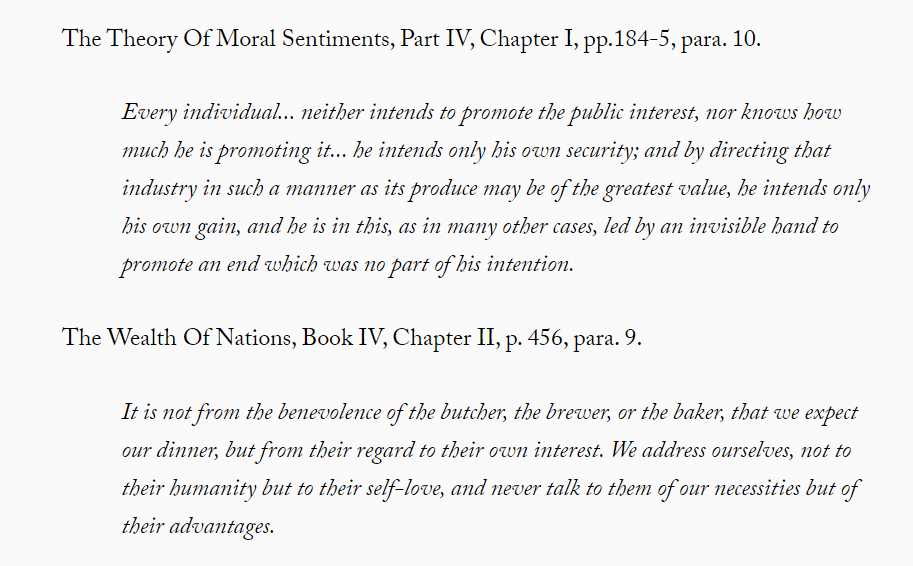 The Theory Of Moral Sentiments, Part IV, Chapter I, pp.184-5, para. 10.
Every individual... neither intends to promote the public interest, nor knows how
much he is promoting it... he intends only his own security; and by directing that
industry in such a manner as its produce may be of the greatest value, he intends only
his own gain, and he is in this, as in many other cases, led by an invisible hand to
promote an end which was no part of his intention.
The Wealth Of Nations, Book IV, Chapter II, p. 456, para. 9.
It is not from the benevolence of the butcher, the brewer, or the baker, that we expect
our dinner, but from their regard to their own interest. We address ourselves, not to
their humanity but to their self-love, and never talk to them of our necessities but of
their advantages.